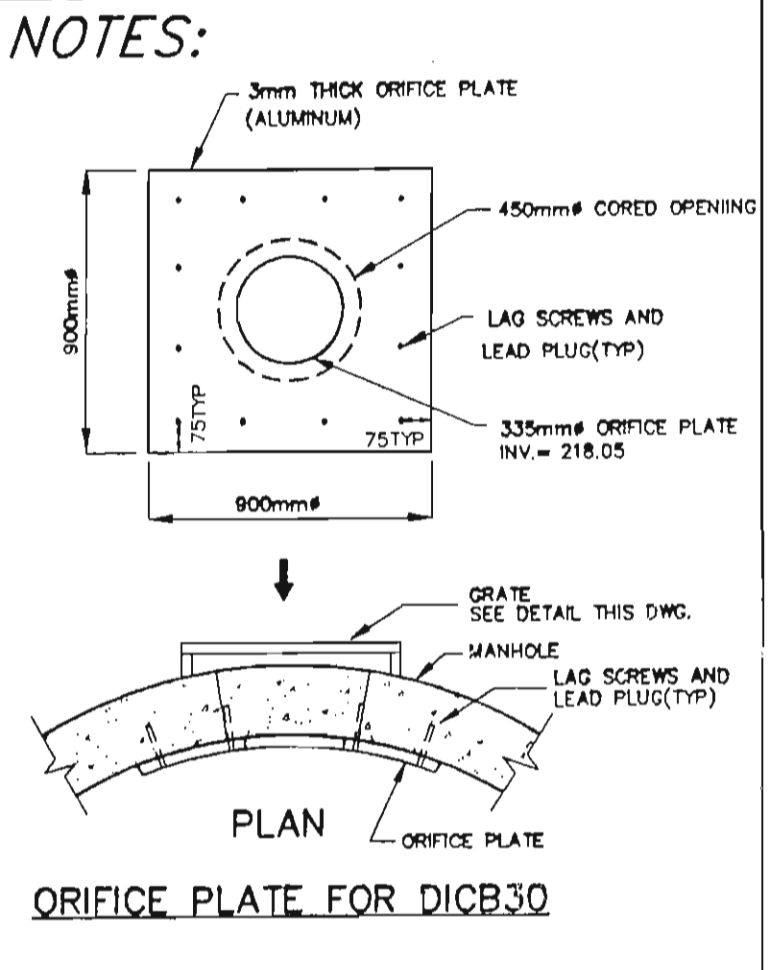 NOTES:
3mm THICK ORIFICE PLATE
(ALUMINUM)
450mmø CORED OPENIING
900mmø
LAG SCREWS AND
LEAD PLUG(TYP)
75TYP
75TYP
335mmø ORIFICE PLATE
INV.= 218.05
900mmø
GRATE
SEE DETAIL THIS DWG.
MANHOLE
LAG SCREWS AND
LEAD PLUG(TYP)
PLAN
ORIFICE PLATE
ORIFICE PLATE FOR DICB30